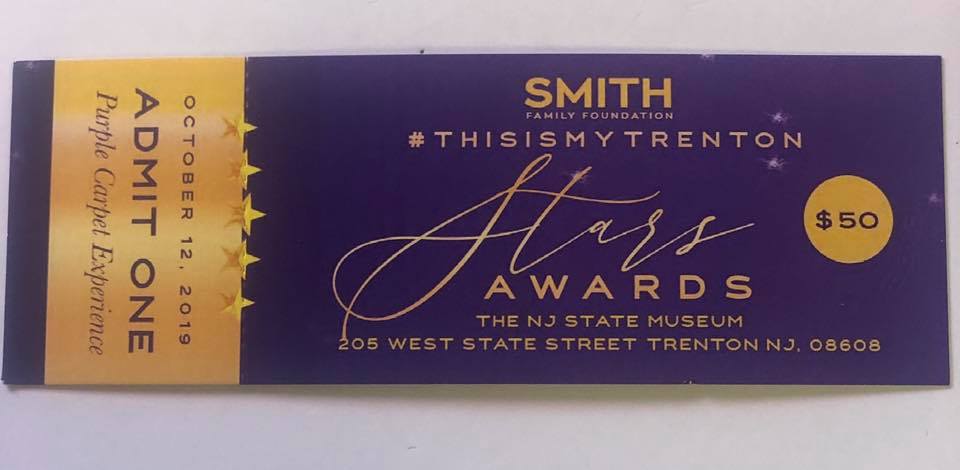 OCTOBER 12, 2019
ADMIT ONE
Purple Carpet Experience
SMITH
FAMILY FOUNDATION
#THISISMYTRENTON
Stars
AWARDS
$50
THE NJ STATE MUSEUM
205 WEST STATE STREET TRENTON NJ, 08608